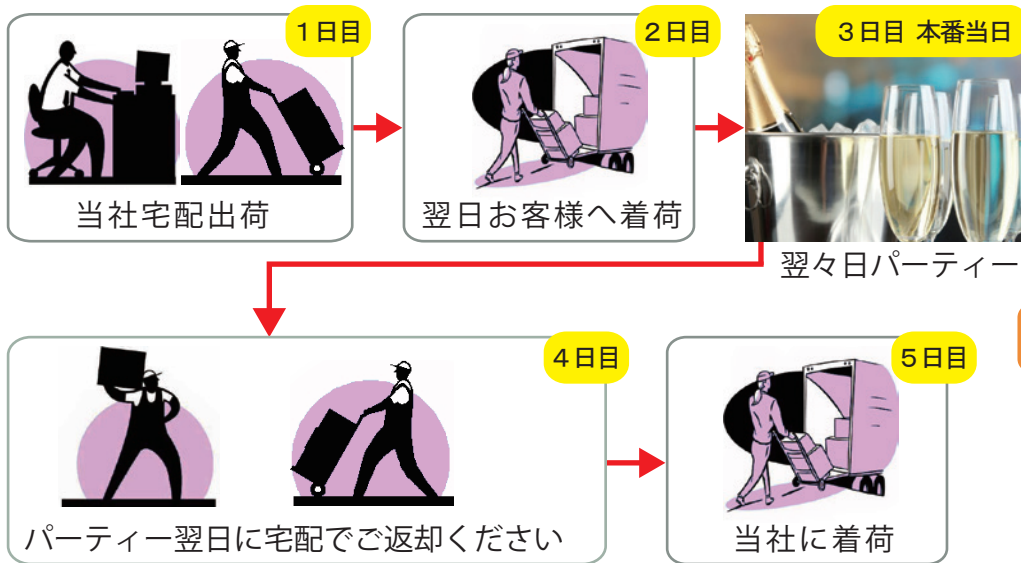 1日目
当社宅配出荷
2日目
翌日お客様へ着荷
3日目 本番当日
翌々日パーティー
4日目
パーティー翌日に宅配でご返却ください
5日目
当社に着荷